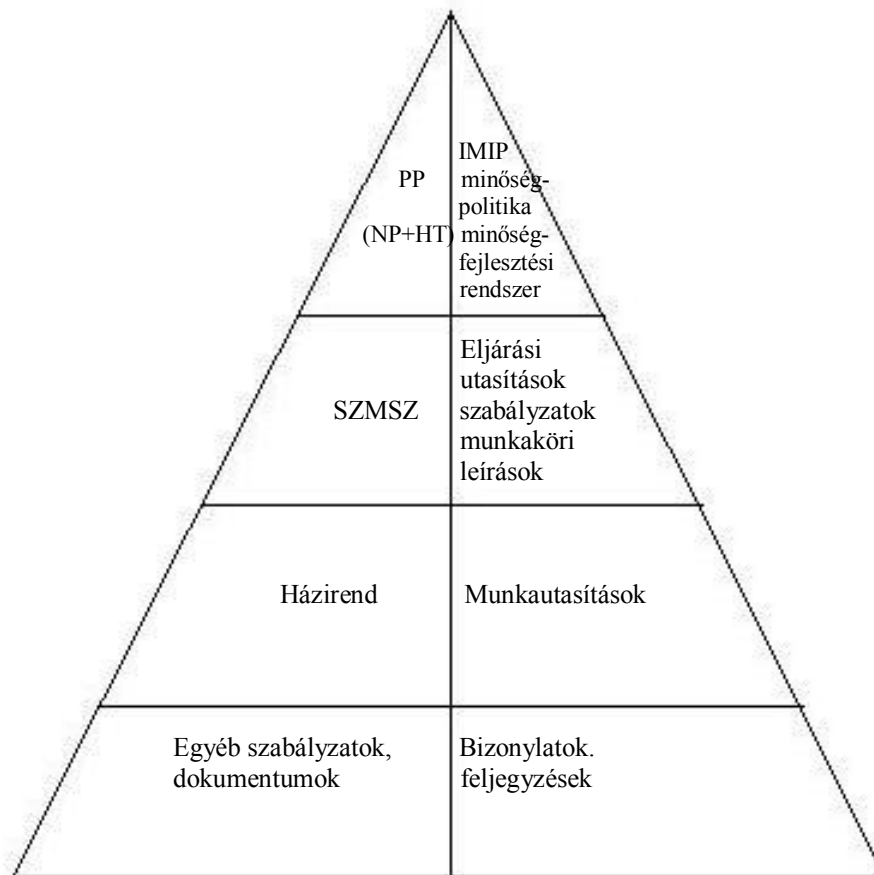 PP
(NP+HT)
IMIP
minőség-
politika
minőség-
fejlesztési
rendszer
SZMSZ
Eljárási
utasítások
szabályzatok
munkaköri
leírások
Házirend
Munkautasítások
Egyéb szabályzatok,
dokumentumok
Bizonylatok.
feljegyzések